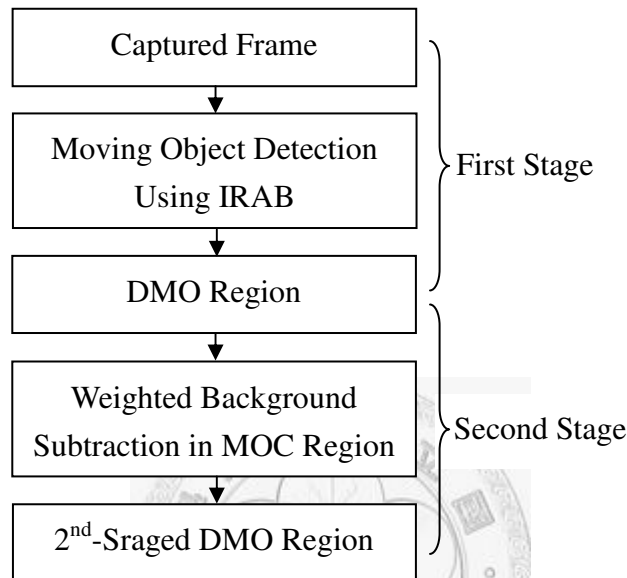 Captured Frame
Moving Object Detection
Using IRAB
First Stage
DMO Region
Weighted Background
Subtraction in MOC Region
Second Stage
2nd-Sraged DMO Region